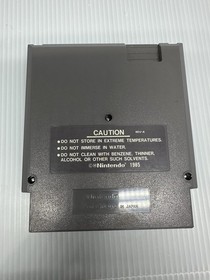 CAUTION
•DO NOT STORE IN EXTREME TEMPERATURES.
•DO NOT IMMERSE IN WATER.
•DO NOT CLEAN WITH BENZENE, THINNER,
ALCOHOL OR OTHER SUCH SOLVENTS.
Nintendo 1985
JAPAN